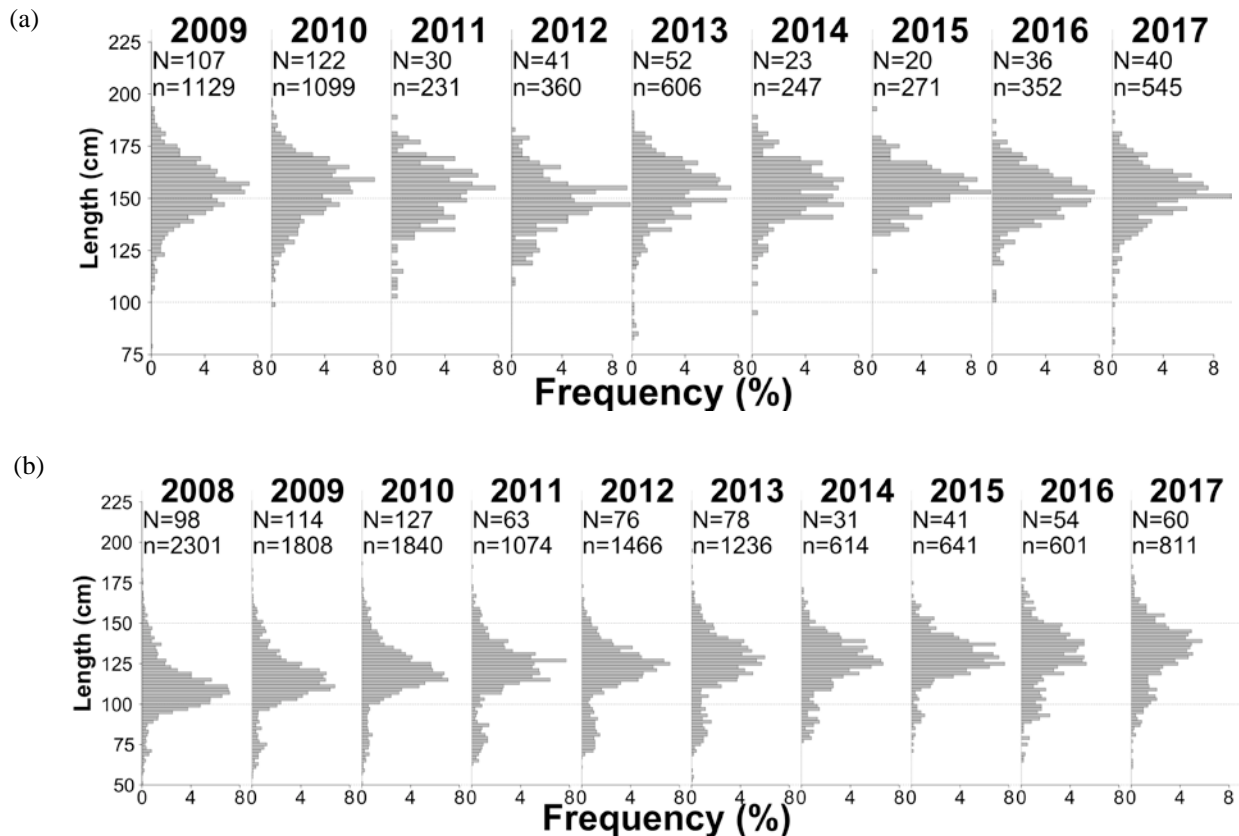 (a)
2009 2010 2011 2012 2013 2014 2015 2016 2017
N=107 N=122 N=30 N=41 N=52 N=23 N=20 N=36 N=40
n=1129 n=1099 n=231 n=360 n=606 n=247 n=271 n=352 n=545
225
200
175
150
125
100
75
Length (cm)
0 4 80 4 80 4 80 4 80 4 80 4 80 4 80 4 80 4 8
Frequency (%)
(b)
2008 2009 2010 2011 2012 2013 2014 2015 2016 2017
N=98 N=114 N=127 N=63 N=76 N=78 N=31 N=41 N=54 N=60
n=2301 n=1808 n=1840 n=1074 n=1466 n=1236 n=614 n=641 n=601 n=811
225
200
175
150
125
100
75
50
Length (cm)
0 4 80 4 80 4 80 4 80 4 80 4 80 4 80 4 80 4 80 4 8
Frequency (%)